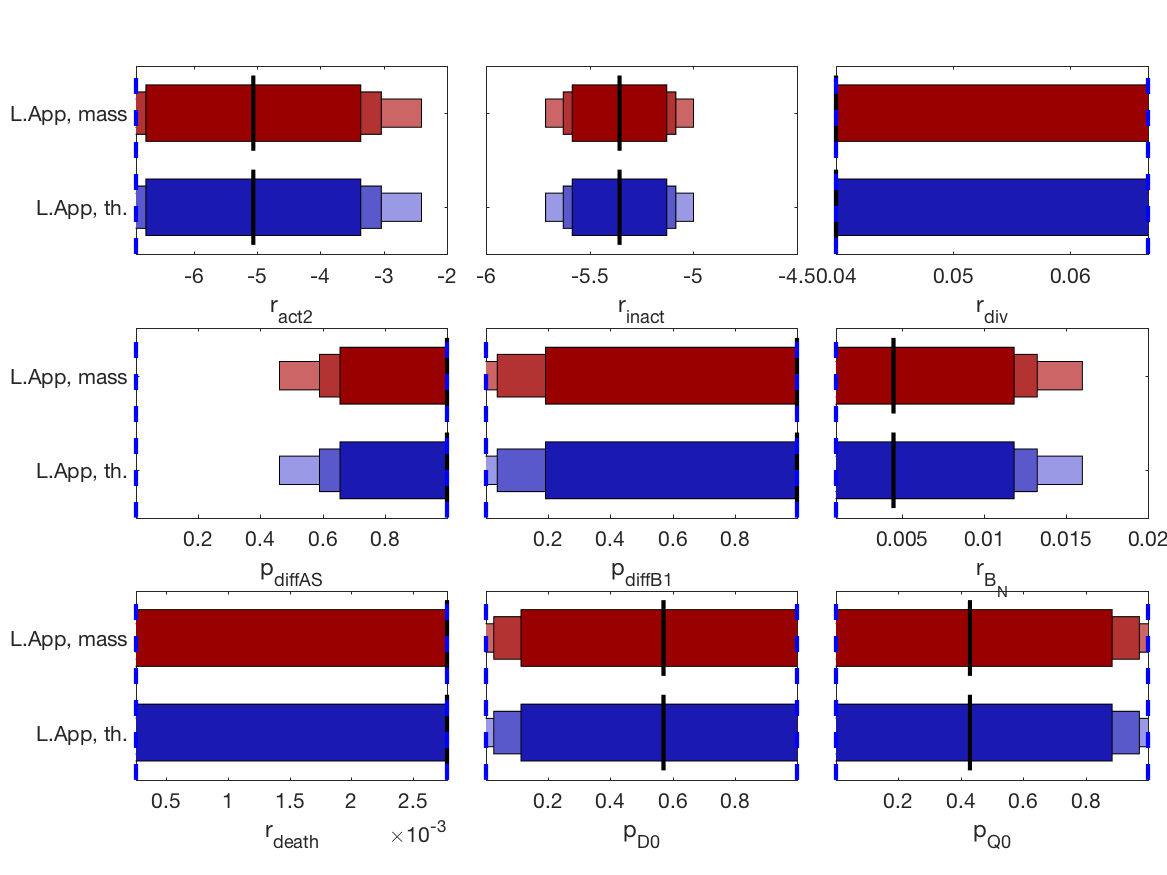 L.App, mass
L.App, th.
-6 -5 -4 -3 -2
r_act2
-6 -5.5 -5 -4.5
r_inact
0.04 0.05 0.06
r_div
L.App, mass
L.App, th.
0.2 0.4 0.6 0.8
p_diffAS
0.2 0.4 0.6 0.8
p_diffB1
0.005 0.01 0.015 0.02
r_B_N
L.App, mass
L.App, th.
0.5 1 1.5 2 2.5
r_death ×10^-3
0.2 0.4 0.6 0.8
p_D0
0.2 0.4 0.6 0.8
p_Q0